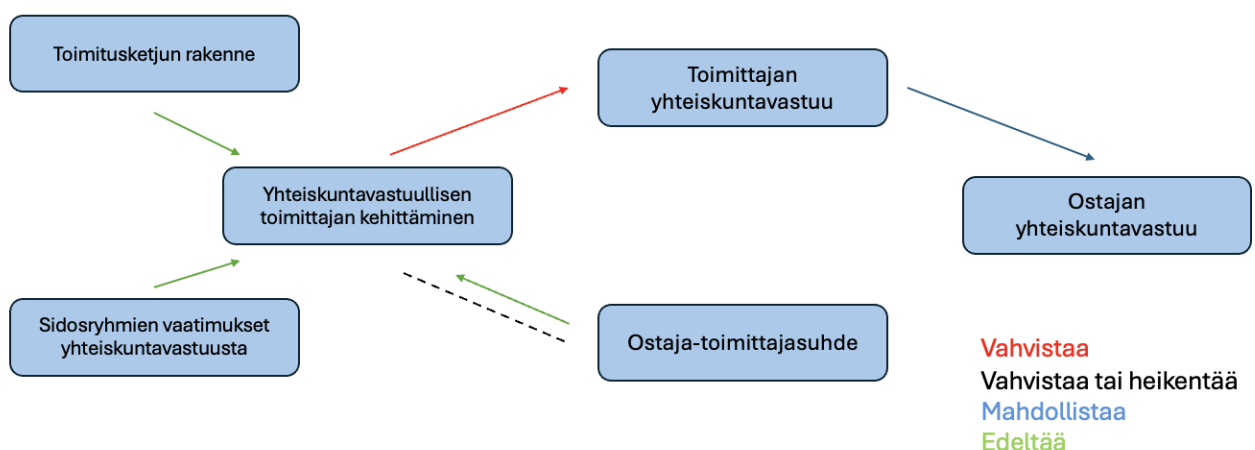 Toimitusketjun rakenne
Toimittajan
yhteiskuntavastuu
Yhteiskuntavastuullisen
toimittajan kehittäminen
Ostajan
yhteiskuntavastuu
Sidosryhmien vaatimukset
yhteiskuntavastuusta
Ostaja-toimittajasuhde
Vahvistaa
Vahvistaa tai heikentää
Mahdollistaa
Edeltää